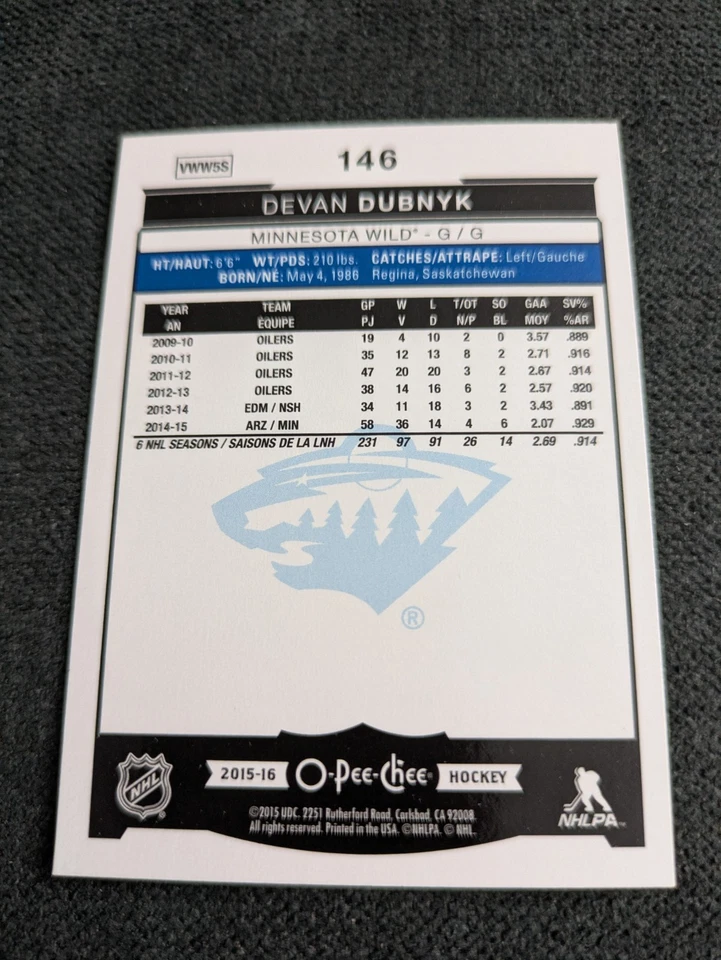 VWW5S
146
DEVAN DUBNYK
MINNESOTA WILD® - G / G
HT/HAUT: 6'6" WT/PDS: 210 lbs. CATCHES/ATTRAPE: Left/Gauche
BORN/NÉ: May 4, 1986 Regina, Saskatchewan
YEAR TEAM GP W L T/OT SO GAA SV%
AN ÉQUIPE PJ V D N/P BL MOY %AR
2009-10 OILERS 19 4 10 2 0 3.57 .889
2010-11 OILERS 35 12 13 8 2 2.71 .916
2011-12 OILERS 47 20 20 3 2 2.67 .914
2012-13 OILERS 38 14 16 6 2 2.57 .920
2013-14 EDM / NSH 34 11 18 3 2 3.43 .891
2014-15 ARZ / MIN 58 36 14 4 6 2.07 .929
6 NHL SEASONS / SAISONS DE LA LNH 231 97 91 26 14 2.69 .914
®
NHL 2015-16 O-Pee-Chee® HOCKEY
NHLPA™
©2015 UDC. 2251 Rutherford Road, Carlsbad, CA 92008.
All rights reserved. Printed in the USA. ©NHLPA. © NHL.